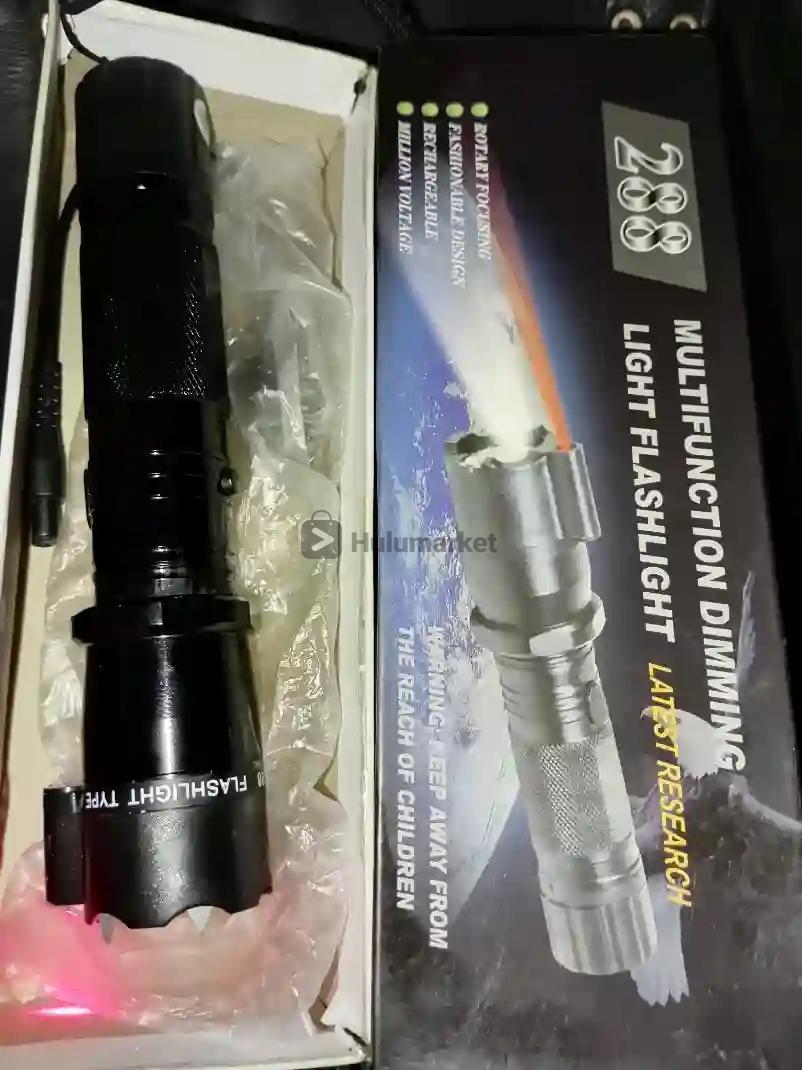 288
MULTIFUNCTION DIMMING
LIGHT FLASHLIGHT
LATEST RESEARCH
ROTARY FOCUSING
FASHIONABLE DESIGN
RECHARGEABLE
MILLION VOLTAGE
WARNING: KEEP AWAY FROM
THE REACH OF CHILDREN
FLASHLIGHT TYPE
Hulumarket